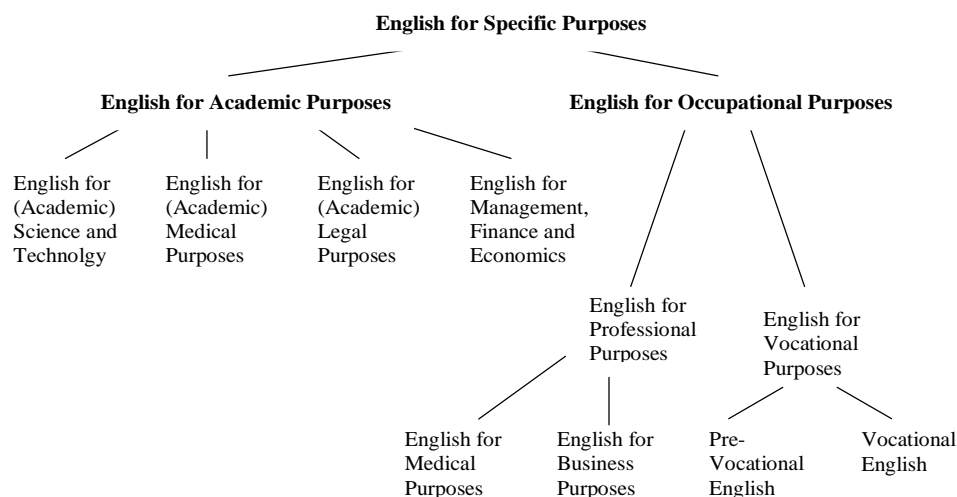 English for Specific Purposes
English for Academic Purposes
English for Occupational Purposes
English for
(Academic)
Science and
Technolgy
English for
(Academic)
Medical
Purposes
English for
(Academic)
Legal
Purposes
English for
Management,
Finance and
Economics
English for
Professional
Purposes
English for
Vocational
Purposes
English for
Medical
Purposes
English for
Business
Purposes
Pre-
Vocational
English
Vocational
English